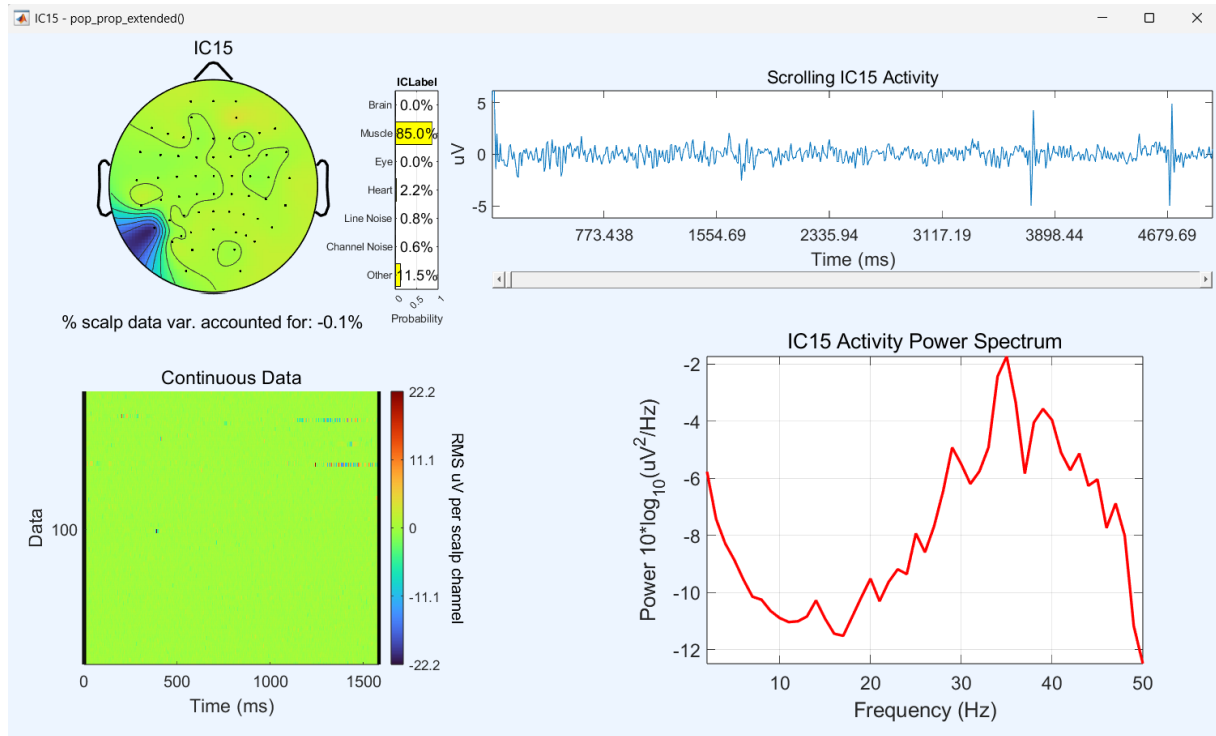 IC15 - pop_prop_extended()
IC15
ICLabel
Brain 0.0%
Muscle 85.0%
Eye 0.0%
Heart 2.2%
Line Noise 0.8%
Channel Noise 0.6%
Other 11.5%
0 0.5 1
Probability
% scalp data var. accounted for: -0.1%
Scrolling IC15 Activity
5
0
-5
uV
773.438 1554.69 2335.94 3117.19 3898.44 4679.69
Time (ms)
Continuous Data
Data
100
0 500 1000 1500
Time (ms)
22.2
11.1
0
-11.1
-22.2
RMS uV per scalp channel
IC15 Activity Power Spectrum
-2
-4
-6
-8
-10
-12
Power 10*log10(uV2/Hz)
10 20 30 40 50
Frequency (Hz)